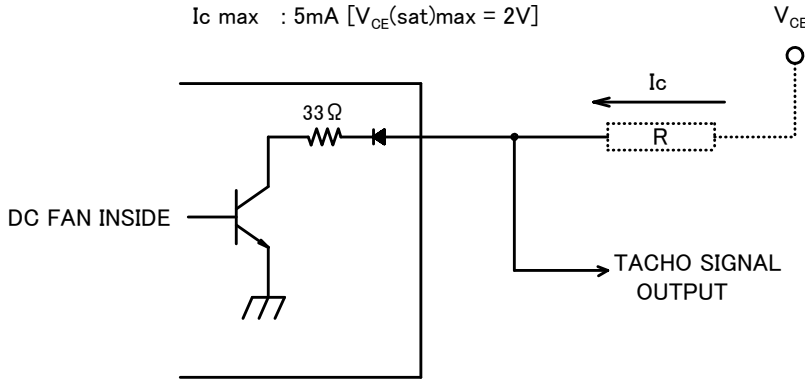 Ic max : 5mA [VCE(sat)max = 2V]
VCE
Ic
33Ω
R
DC FAN INSIDE
TACHO SIGNAL
OUTPUT